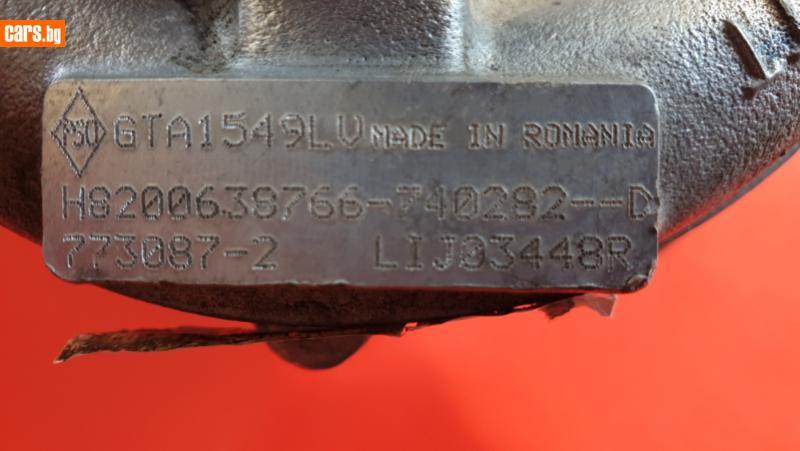 cars.bg
GTA1549LV MADE IN ROMANIA
H8200638766-740282--D
773087-2 LIJ03448R